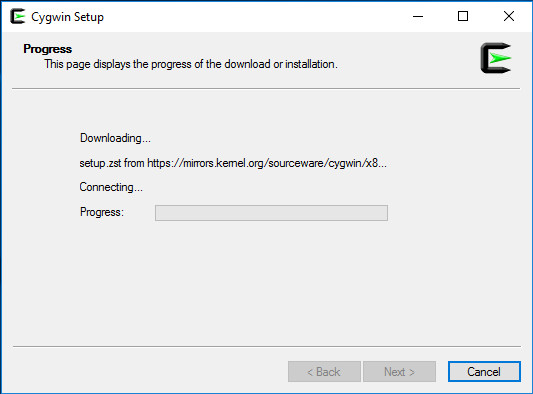 Cygwin Setup
Progress
This page displays the progress of the download or installation.
Downloading...
setup.zst from https://mirrors.kernel.org/sourceware/cygwin/x8...
Connecting...
Progress:
< Back Next > Cancel